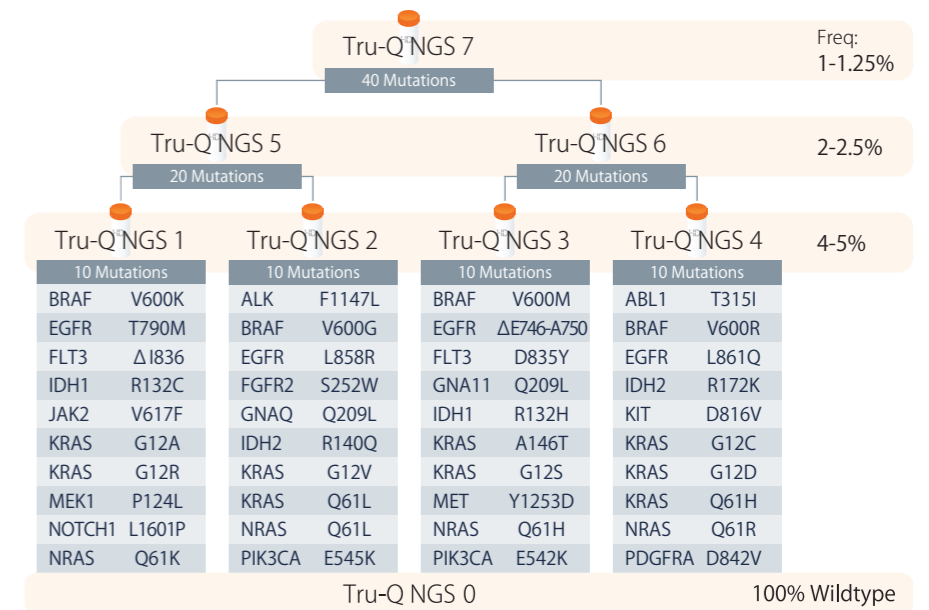 Tru-Q NGS 7
Freq:
1-1.25%
40 Mutations
Tru-Q NGS 5
Tru-Q NGS 6
2-2.5%
20 Mutations
20 Mutations
Tru-Q NGS 1
Tru-Q NGS 2
Tru-Q NGS 3
Tru-Q NGS 4
4-5%
10 Mutations
10 Mutations
10 Mutations
10 Mutations
BRAF V600K ALK F1147L BRAF V600M ABL1 T315I
EGFR T790M BRAF V600G EGFR ΔE746-A750 BRAF V600R
FLT3 ΔI836 EGFR L858R FLT3 D835Y EGFR L861Q
IDH1 R132C FGFR2 S252W GNA11 Q209L IDH2 R172K
JAK2 V617F GNAQ Q209L IDH1 R132H KIT D816V
KRAS G12A IDH2 R140Q KRAS A146T KRAS G12C
KRAS G12R KRAS G12V KRAS G12S KRAS G12D
MEK1 P124L KRAS Q61L MET Y1253D KRAS Q61H
NOTCH1 L1601P NRAS Q61L NRAS Q61H NRAS Q61R
NRAS Q61K PIK3CA E545K PIK3CA E542K PDGFRA D842V
Tru-Q NGS 0
100% Wildtype